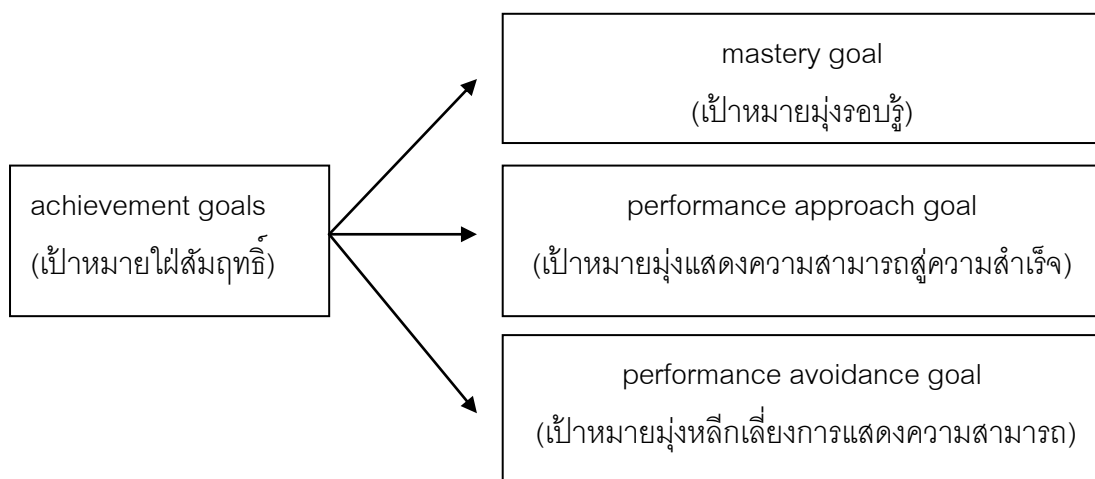 mastery goal
(เป้าหมายมุ่งรอบรู้)
achievement goals
(เป้าหมายใฝ่สัมฤทธิ์)
performance approach goal
(เป้าหมายมุ่งแสดงความสามารถสู่ความสำเร็จ)
performance avoidance goal
(เป้าหมายมุ่งหลีกเลี่ยงการแสดงความสามารถ)